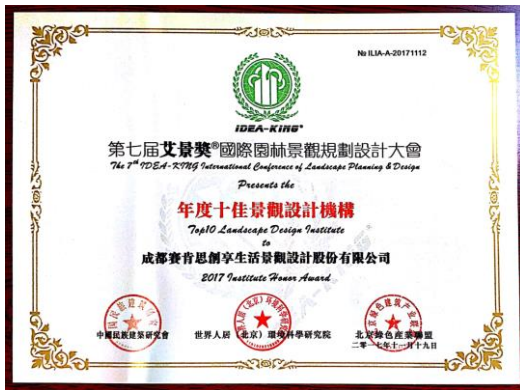 № ILIA-A-20171112
IDEA-KING®
第七届艾景奬®國際園林景觀規劃設計大會
The 7th IDEA-KING International Conference of Landscape Planning & Design
Presents the
年度十佳景觀設計機構
Top10 Landscape Design Institute
to
成都賽肯思創享生活景觀設計股份有限公司
2017 Institute Honor Award
中國民族建築研究會
世界人居（北京）環境科學研究院
北京綠色産業聯盟
二零一七年十一月十九日